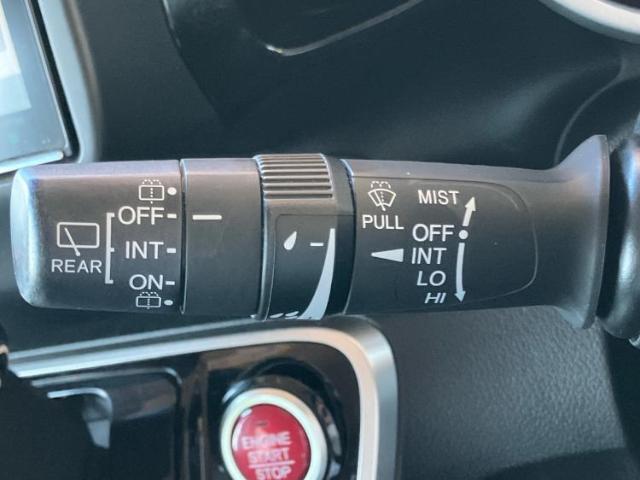 OFF
INT
ON
REAR
PULL
MIST
OFF
INT
LO
HI
ENGINE
START
STOP